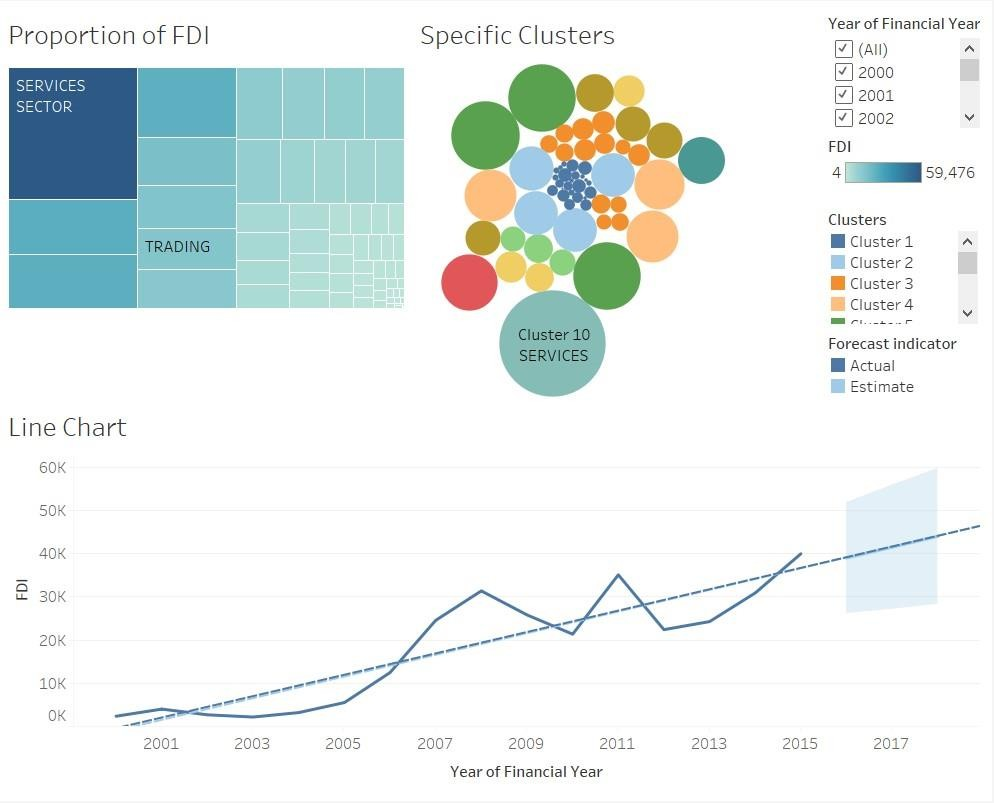 Proportion of FDI
SERVICES
SECTOR
TRADING
Specific Clusters
Cluster 10
SERVICES
Year of Financial Year
(All)
2000
2001
2002
FDI
4
59,476
Clusters
Cluster 1
Cluster 2
Cluster 3
Cluster 4
Cluster 5
Forecast indicator
Actual
Estimate
Line Chart
60K
50K
40K
30K
20K
10K
0K
FDI
2001 2003 2005 2007 2009 2011 2013 2015 2017
Year of Financial Year